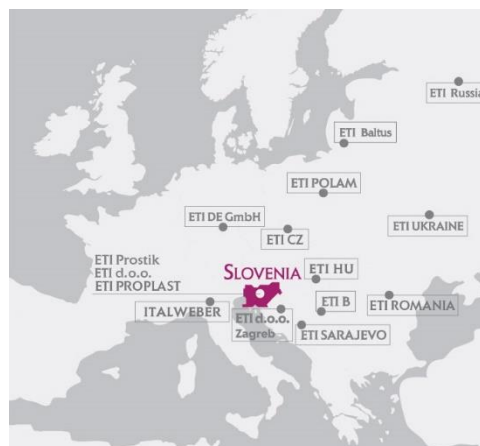 ETI Russia
ETI Baltus
ETI POLAM
ETI DE GmbH
ETI UKRAINE
ETI CZ
ETI Prostik
ETI d.o.o.
ETI PROPLAST
SLOVENIA
ETI HU
ITALWEBER
ETI d.o.o.
Zagreb
ETI B
ETI ROMANIA
ETI SARAJEVO